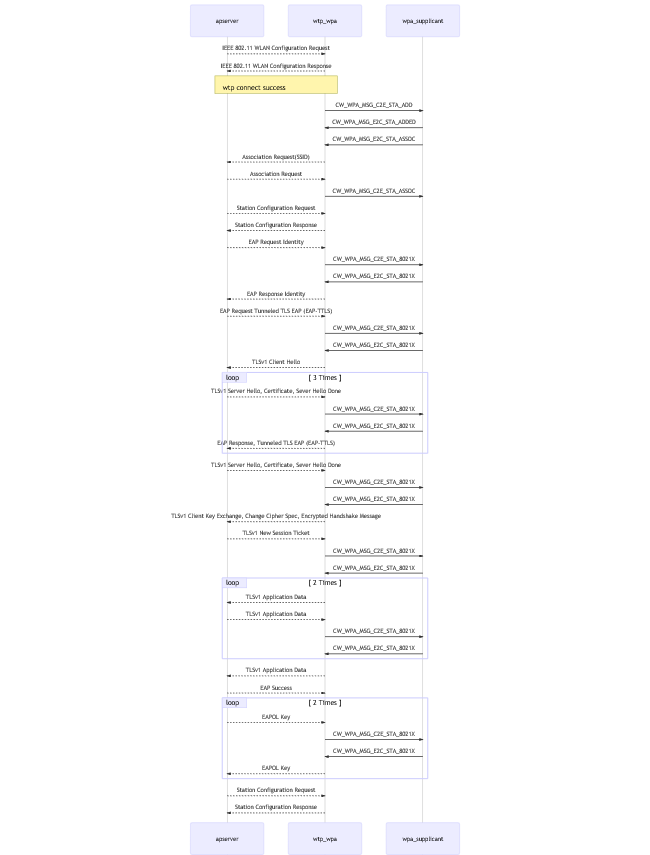 apserver wtp_wpa wpa_supplicant
IEEE 802.11 WLAN Configuration Request
IEEE 802.11 WLAN Configuration Response
wtp connect success
CW_WPA_MSG_C2E_STA_ADD
CW_WPA_MSG_E2C_STA_ADDED
CW_WPA_MSG_E2C_STA_ASSOC
Association Request(SSID)
Association Request
CW_WPA_MSG_C2E_STA_ASSOC
Station Configuration Request
Station Configuration Response
EAP Request Identity
CW_WPA_MSG_C2E_STA_8021X
CW_WPA_MSG_E2C_STA_8021X
EAP Response Identity
EAP Request Tunneled TLS EAP (EAP-TTLS)
CW_WPA_MSG_C2E_STA_8021X
CW_WPA_MSG_E2C_STA_8021X
TLSv1 Client Hello
loop [ 3 Times ]
TLSv1 Server Hello, Certificate, Sever Hello Done
CW_WPA_MSG_C2E_STA_8021X
CW_WPA_MSG_E2C_STA_8021X
EAP Response, Tunneled TLS EAP (EAP-TTLS)
TLSv1 Server Hello, Certificate, Sever Hello Done
CW_WPA_MSG_C2E_STA_8021X
CW_WPA_MSG_E2C_STA_8021X
TLSv1 Client Key Exchange, Change Cipher Spec, Encrypted Handshake Message
TLSv1 New Session Ticket
CW_WPA_MSG_C2E_STA_8021X
CW_WPA_MSG_E2C_STA_8021X
loop [ 2 Times ]
TLSv1 Application Data
TLSv1 Application Data
CW_WPA_MSG_C2E_STA_8021X
CW_WPA_MSG_E2C_STA_8021X
TLSv1 Application Data
EAP Success
loop [ 2 Times ]
EAPOL Key
CW_WPA_MSG_C2E_STA_8021X
CW_WPA_MSG_E2C_STA_8021X
EAPOL Key
Station Configuration Request
Station Configuration Response
apserver wtp_wpa wpa_supplicant